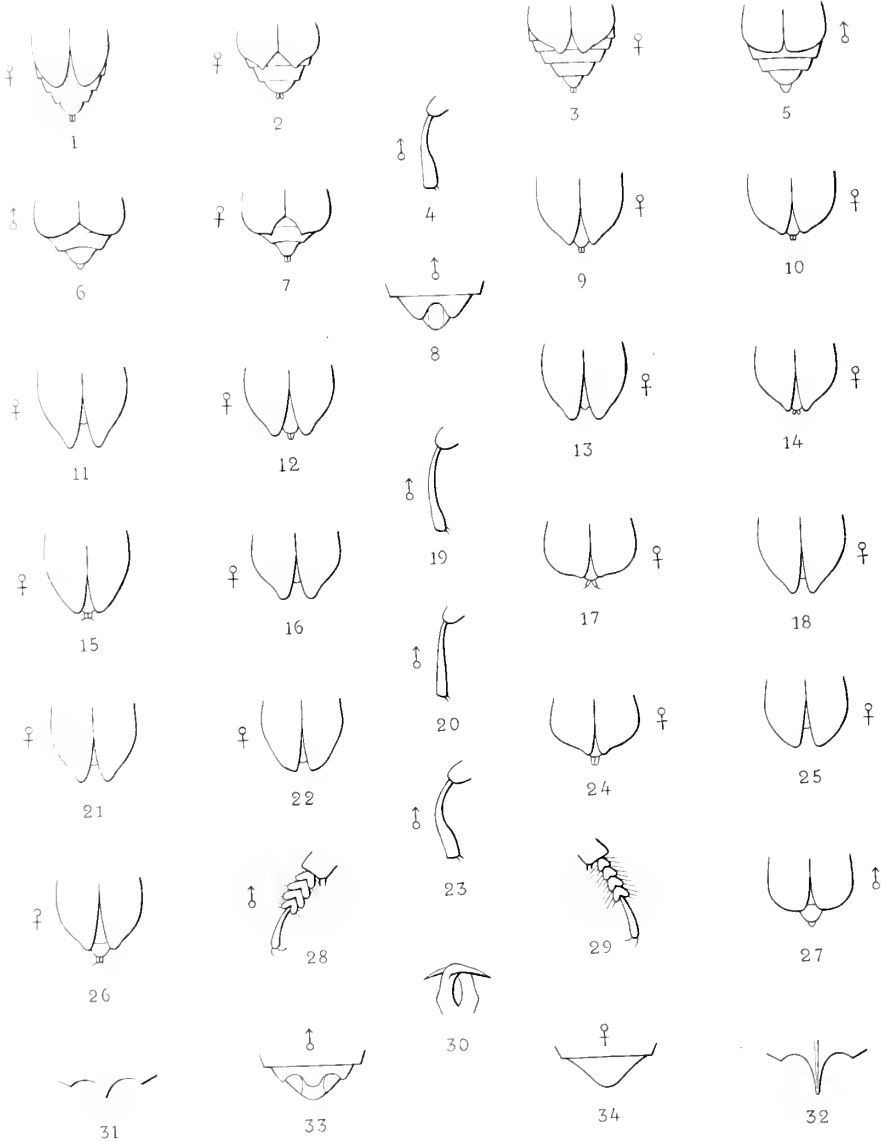 ♀ ♀ ♀ ♂
1 2 3 5
♂
4
♂ ♀ ♀ ♀
6 7 9 10
♂
8
♀ ♀ ♀ ♀
11 12 13 14
♂
19
♀ ♀ ♀ ♀
15 16 17 18
♂
20
♀ ♀ ♀ ♀
21 22 24 25
♂
23
♀ ♂ ♂
26 28 29 27
30
♂ ♀
31 33 34 32